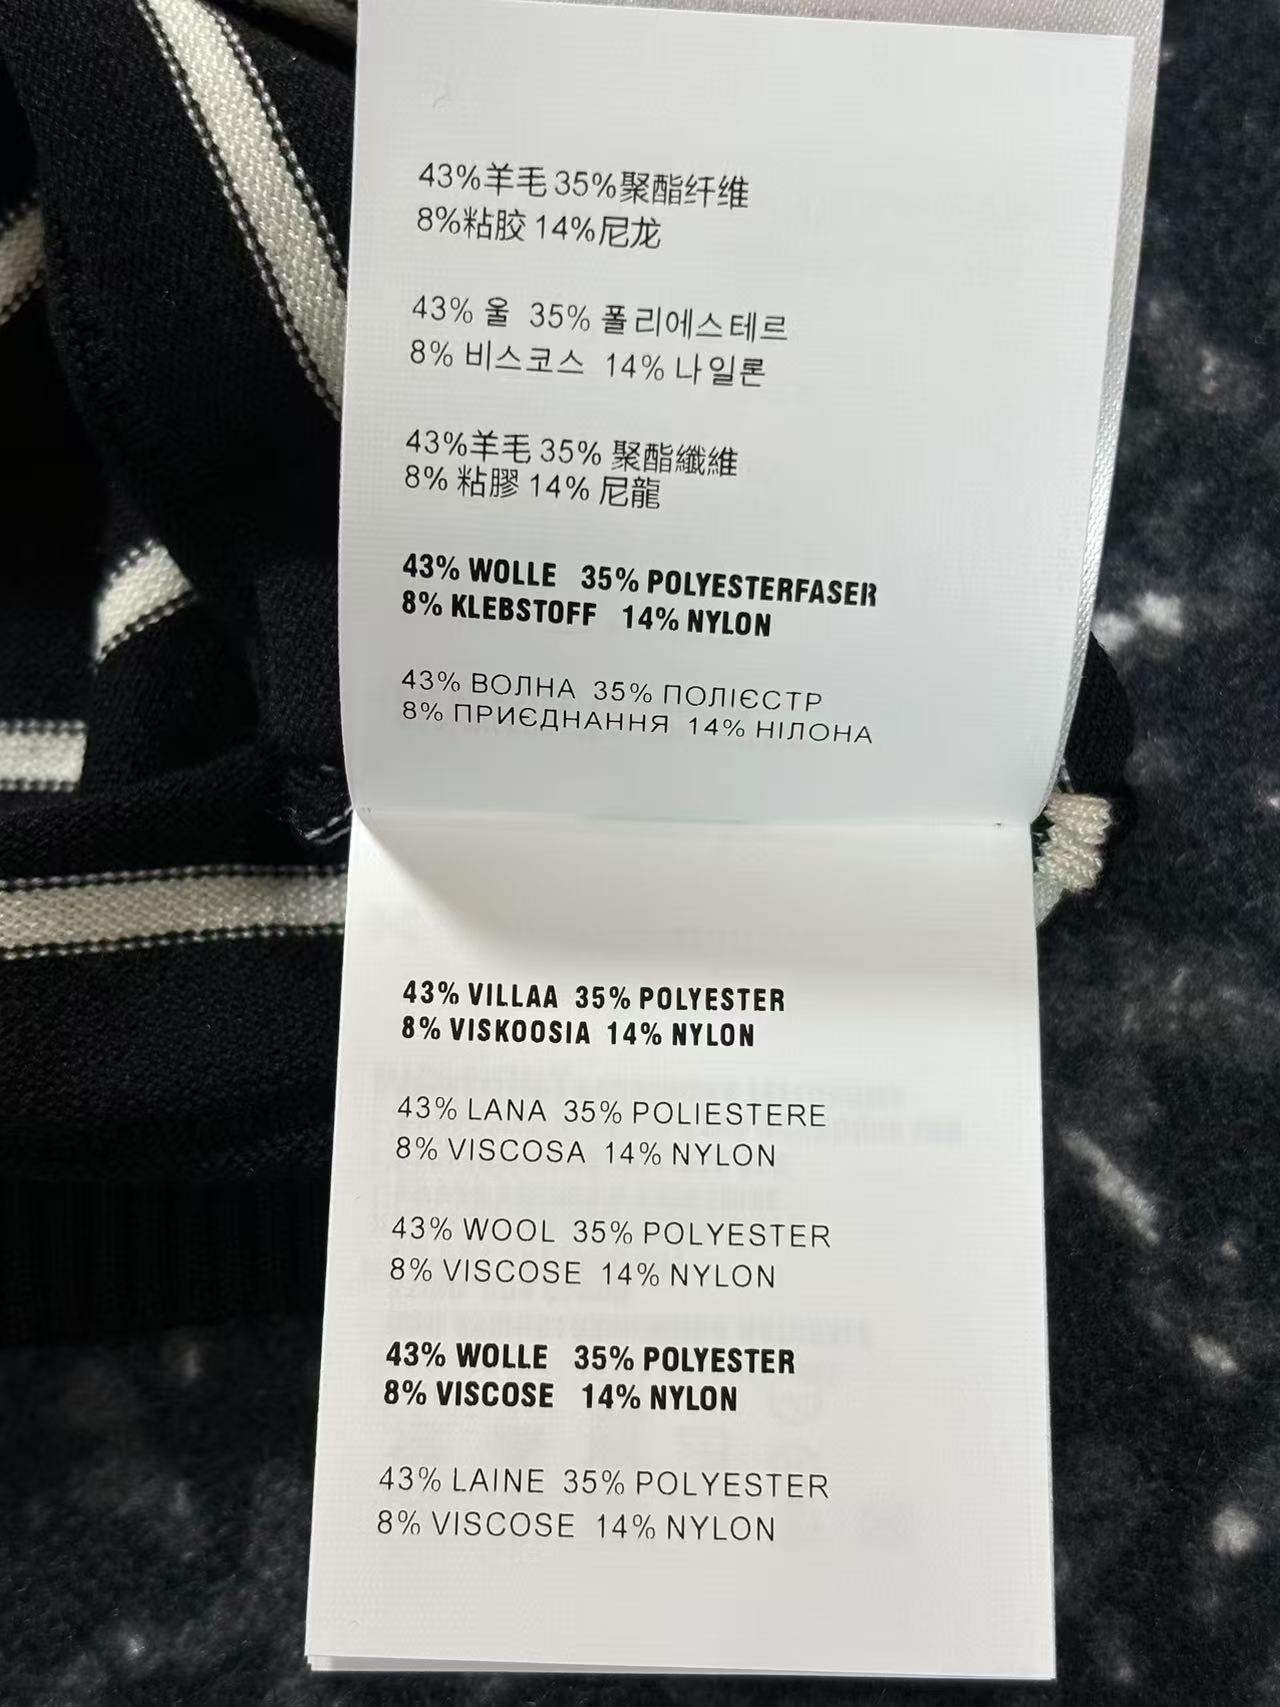 43%羊毛 35%聚酯纤维
8%粘胶 14%尼龙
43% 울 35% 폴리에스테르
8% 비스코스 14% 나일론
43%羊毛 35% 聚酯纖維
8% 粘膠 14% 尼龍
43% WOLLE 35% POLYESTERFASER
8% KLEBSTOFF 14% NYLON
43% ВОЛНА 35% ПОЛІЄСТР
8% ПРИЄДНАННЯ 14% НІЛОНА
43% VILLAA 35% POLYESTER
8% VISKOOSIA 14% NYLON
43% LANA 35% POLIESTERE
8% VISCOSA 14% NYLON
43% WOOL 35% POLYESTER
8% VISCOSE 14% NYLON
43% WOLLE 35% POLYESTER
8% VISCOSE 14% NYLON
43% LAINE 35% POLYESTER
8% VISCOSE 14% NYLON